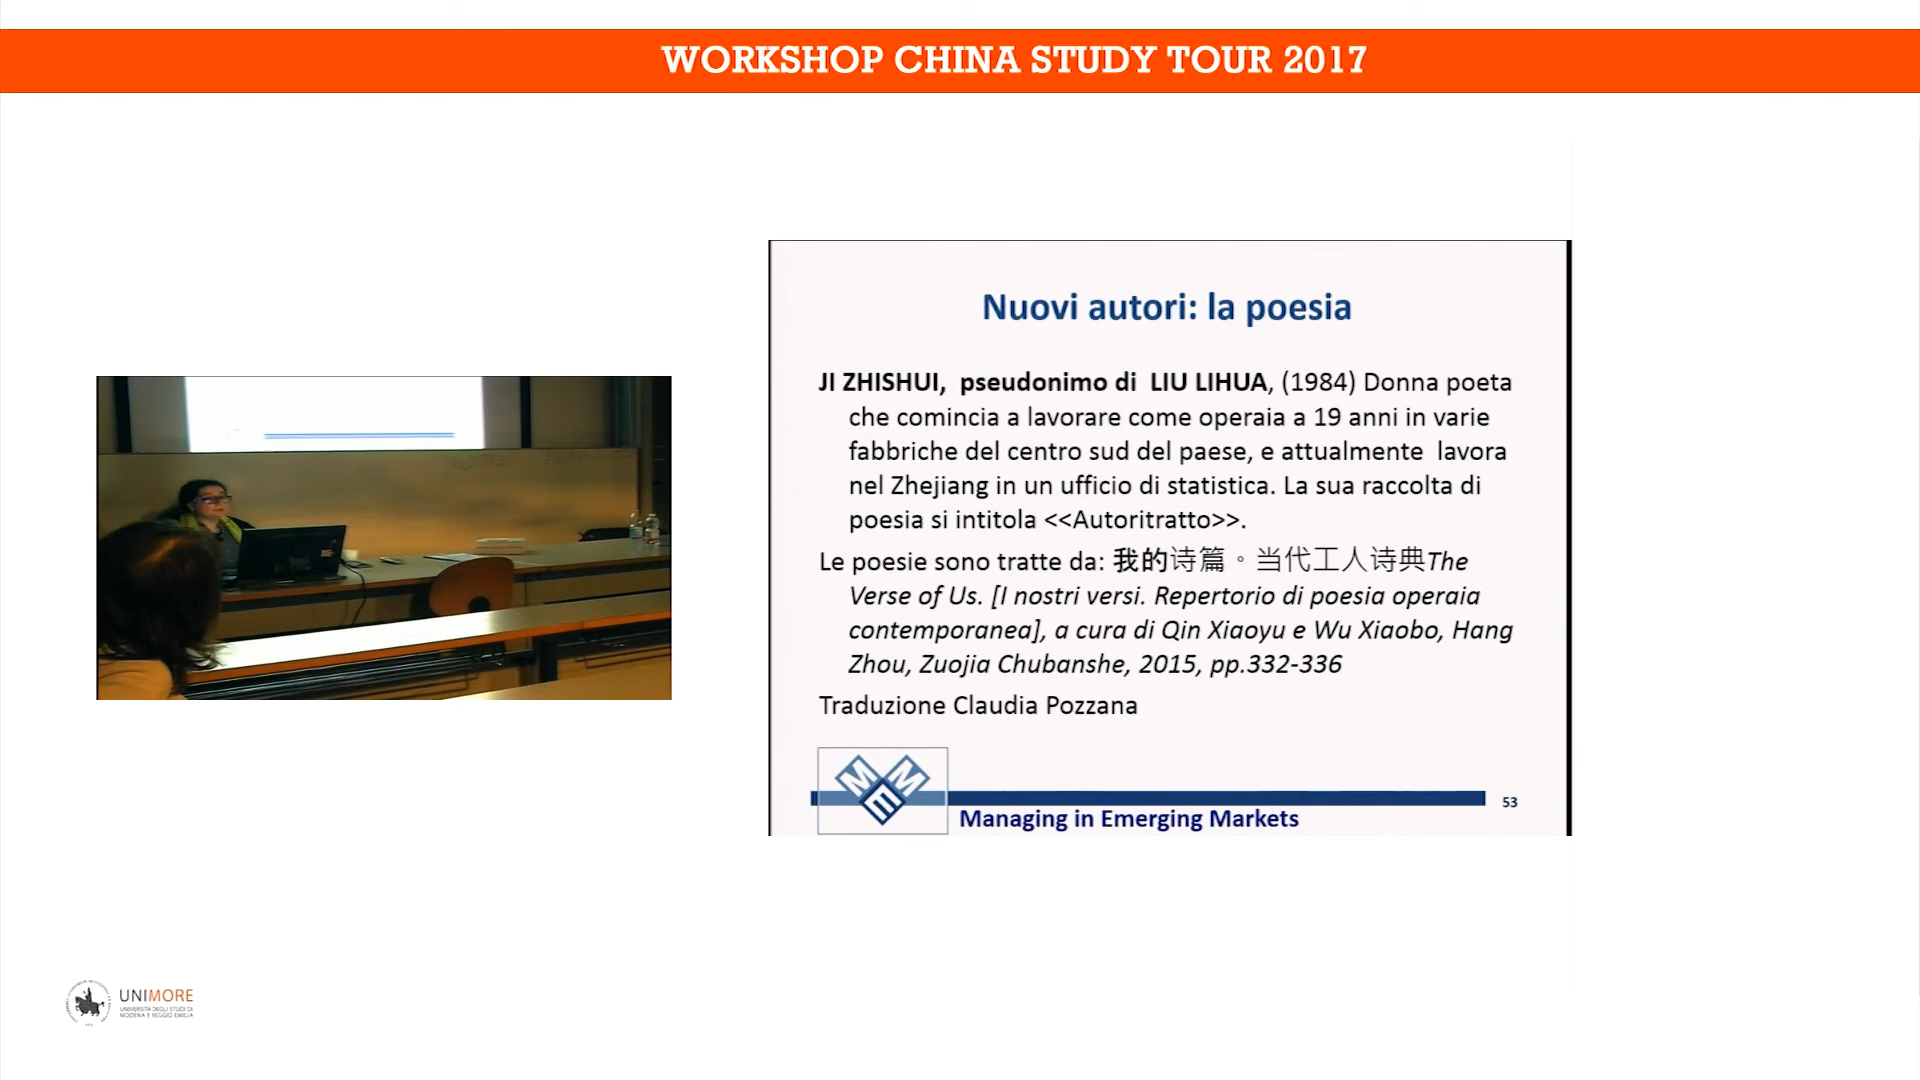 WORKSHOP CHINA STUDY TOUR 2017
Nuovi autori: la poesia
JI ZHISHUI, pseudonimo di LIU LIHUA, (1984) Donna poeta
che comincia a lavorare come operaia a 19 anni in varie
fabbriche del centro sud del paese, e attualmente lavora
nel Zhejiang in un ufficio di statistica. La sua raccolta di
poesia si intitola <<Autoritratto>>.
Le poesie sono tratte da: 我的诗篇。当代工人诗典The
Verse of Us. [I nostri versi. Repertorio di poesia operaia
contemporanea], a cura di Qin Xiaoyu e Wu Xiaobo, Hang
Zhou, Zuojia Chubanshe, 2015, pp.332-336
Traduzione Claudia Pozzana
MEM
Managing in Emerging Markets
53
UNIMORE
UNIVERSITÀ DEGLI STUDI DI
MODENA E REGGIO EMILIA